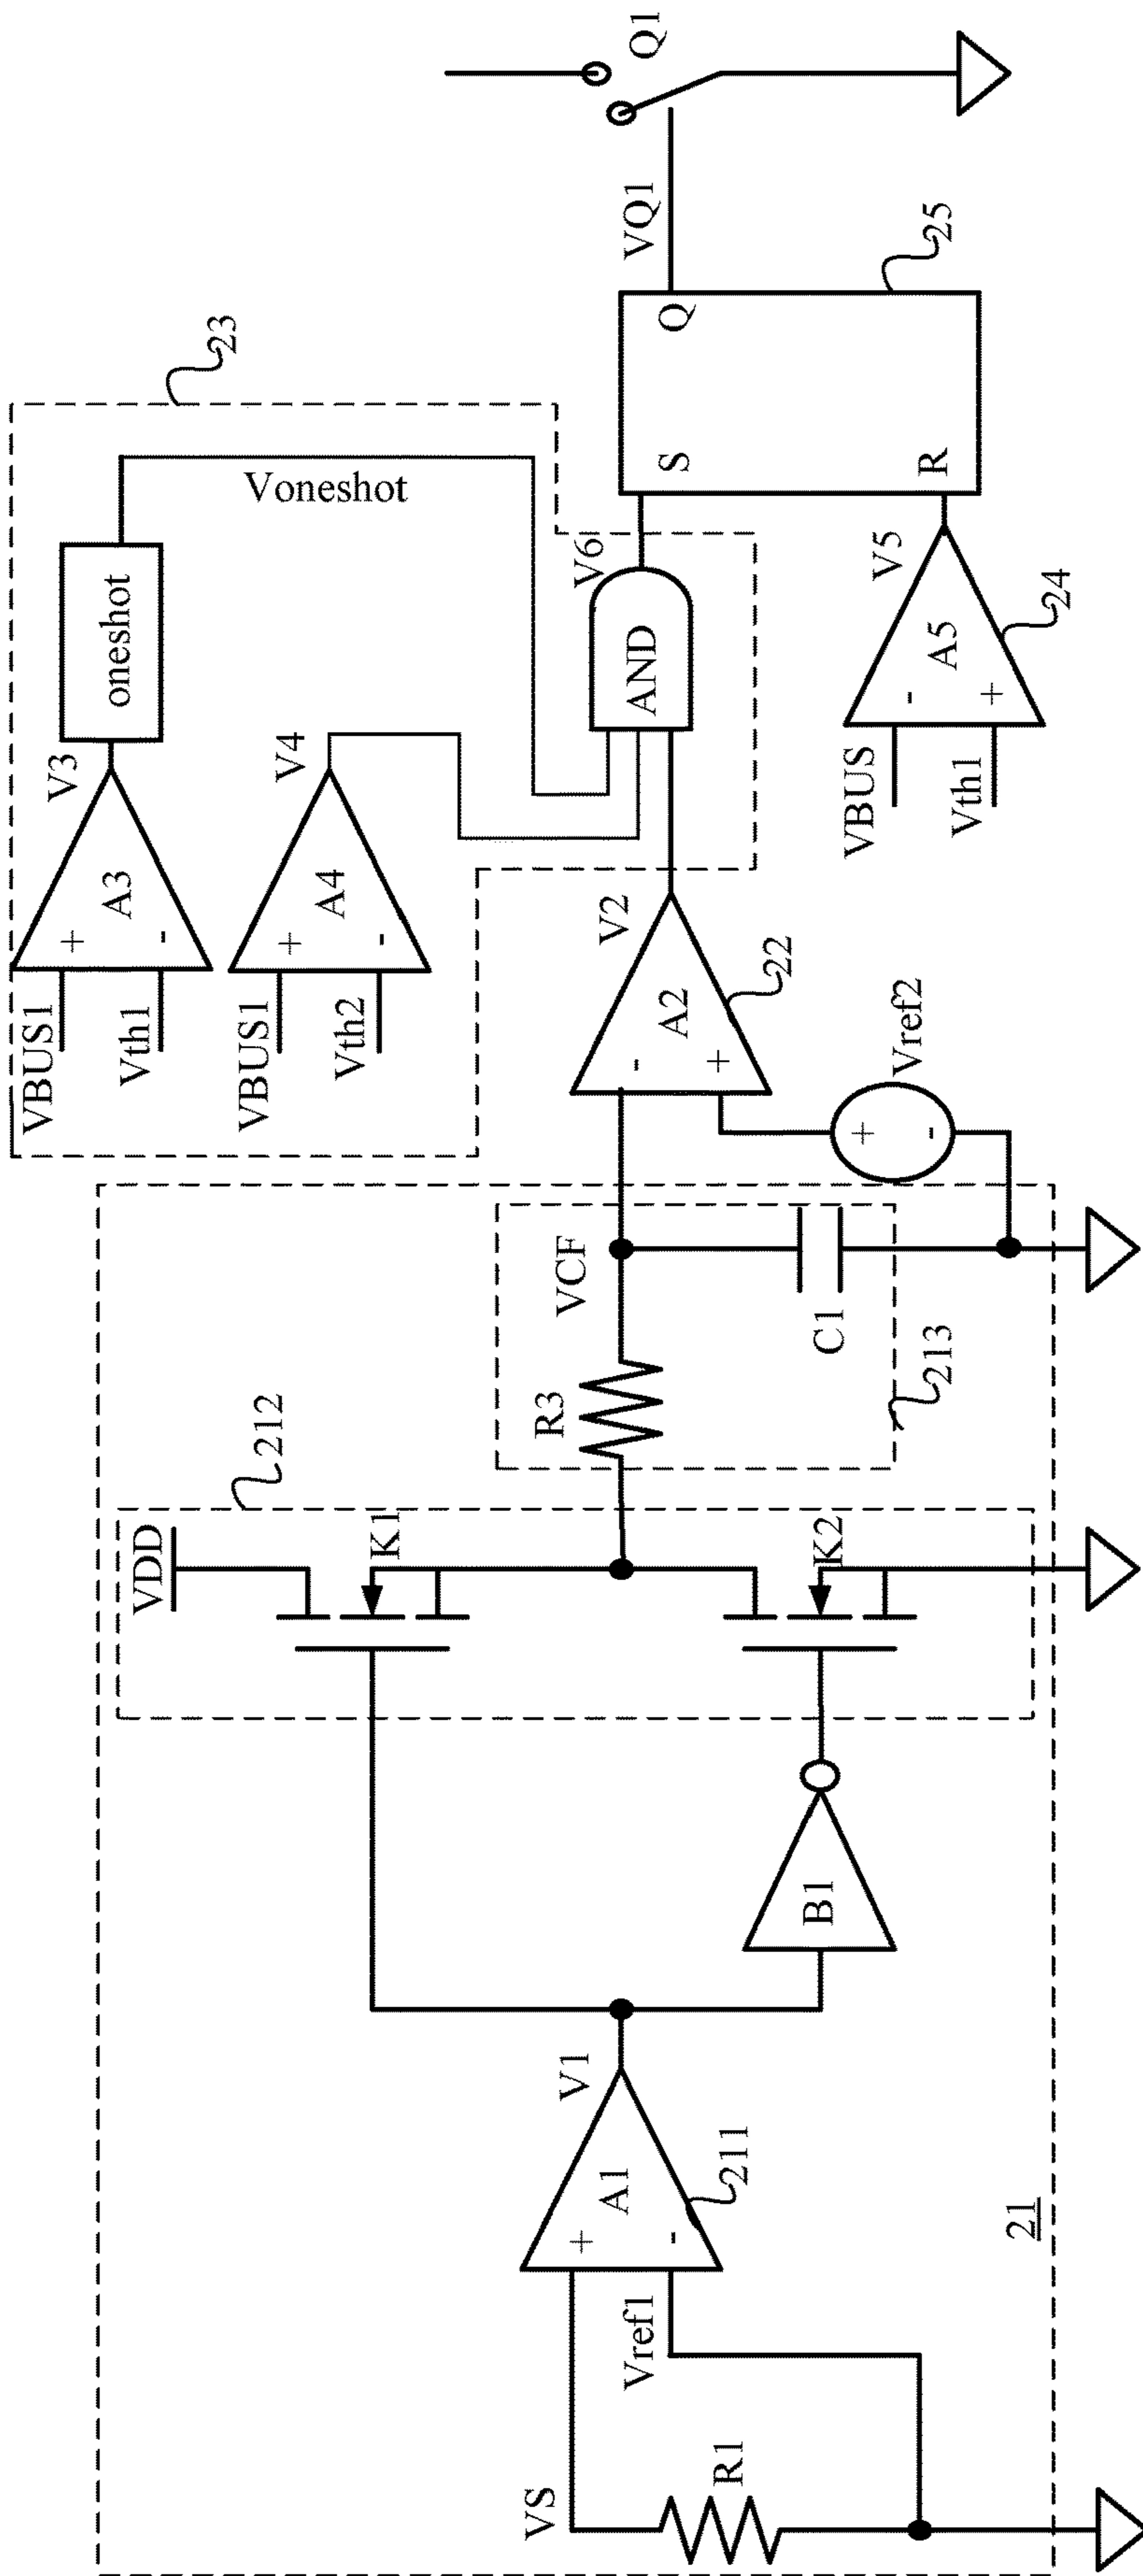 VS
R1
Vref1
+
-
A1
211
V1
21
B1
VDD
K1
K2
212
R3
VCF
C1
213
+
-
Vref2
-
+
A2
22
V2
VBUS1
Vth1
+
-
A3
V3
oneshot
Voneshot
23
VBUS1
Vth2
+
-
A4
V4
AND
V6
VBUS
Vth1
-
+
A5
24
V5
S
R
Q
25
VQ1
Q1